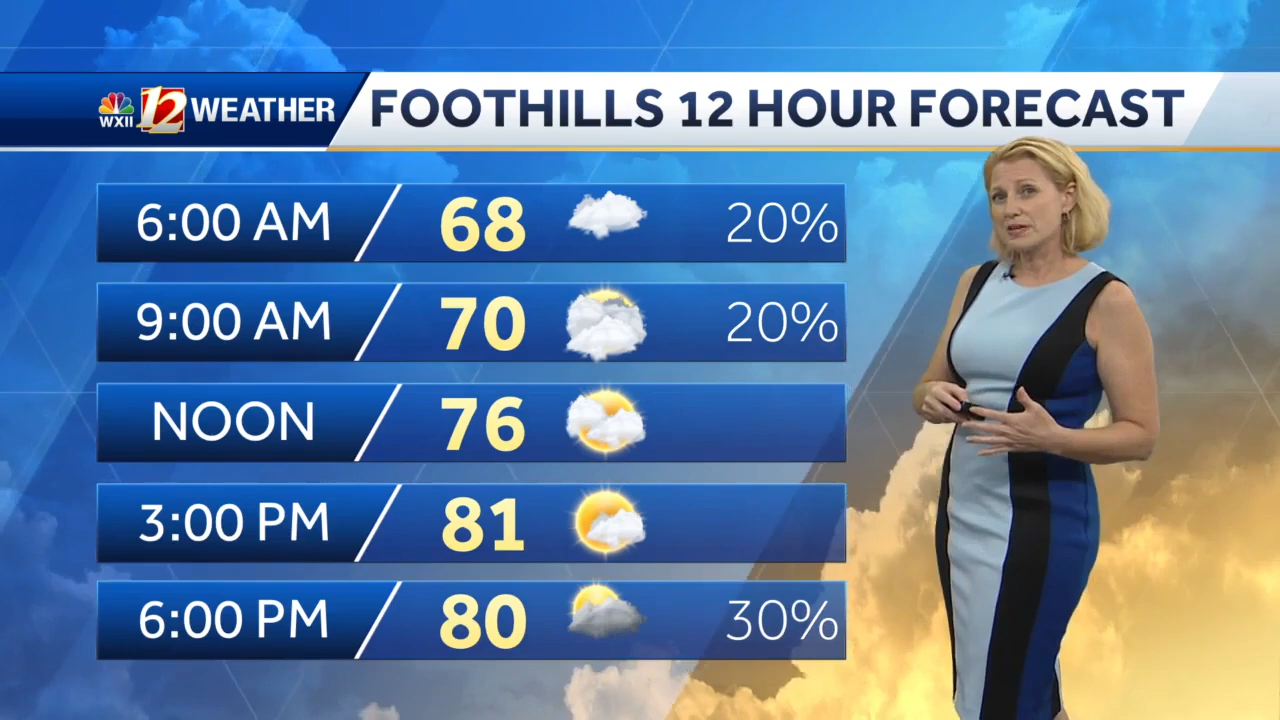 WXII 12 WEATHER FOOTHILLS 12 HOUR FORECAST
6:00 AM 68 20%
9:00 AM 70 20%
NOON 76
3:00 PM 81
6:00 PM 80 30%